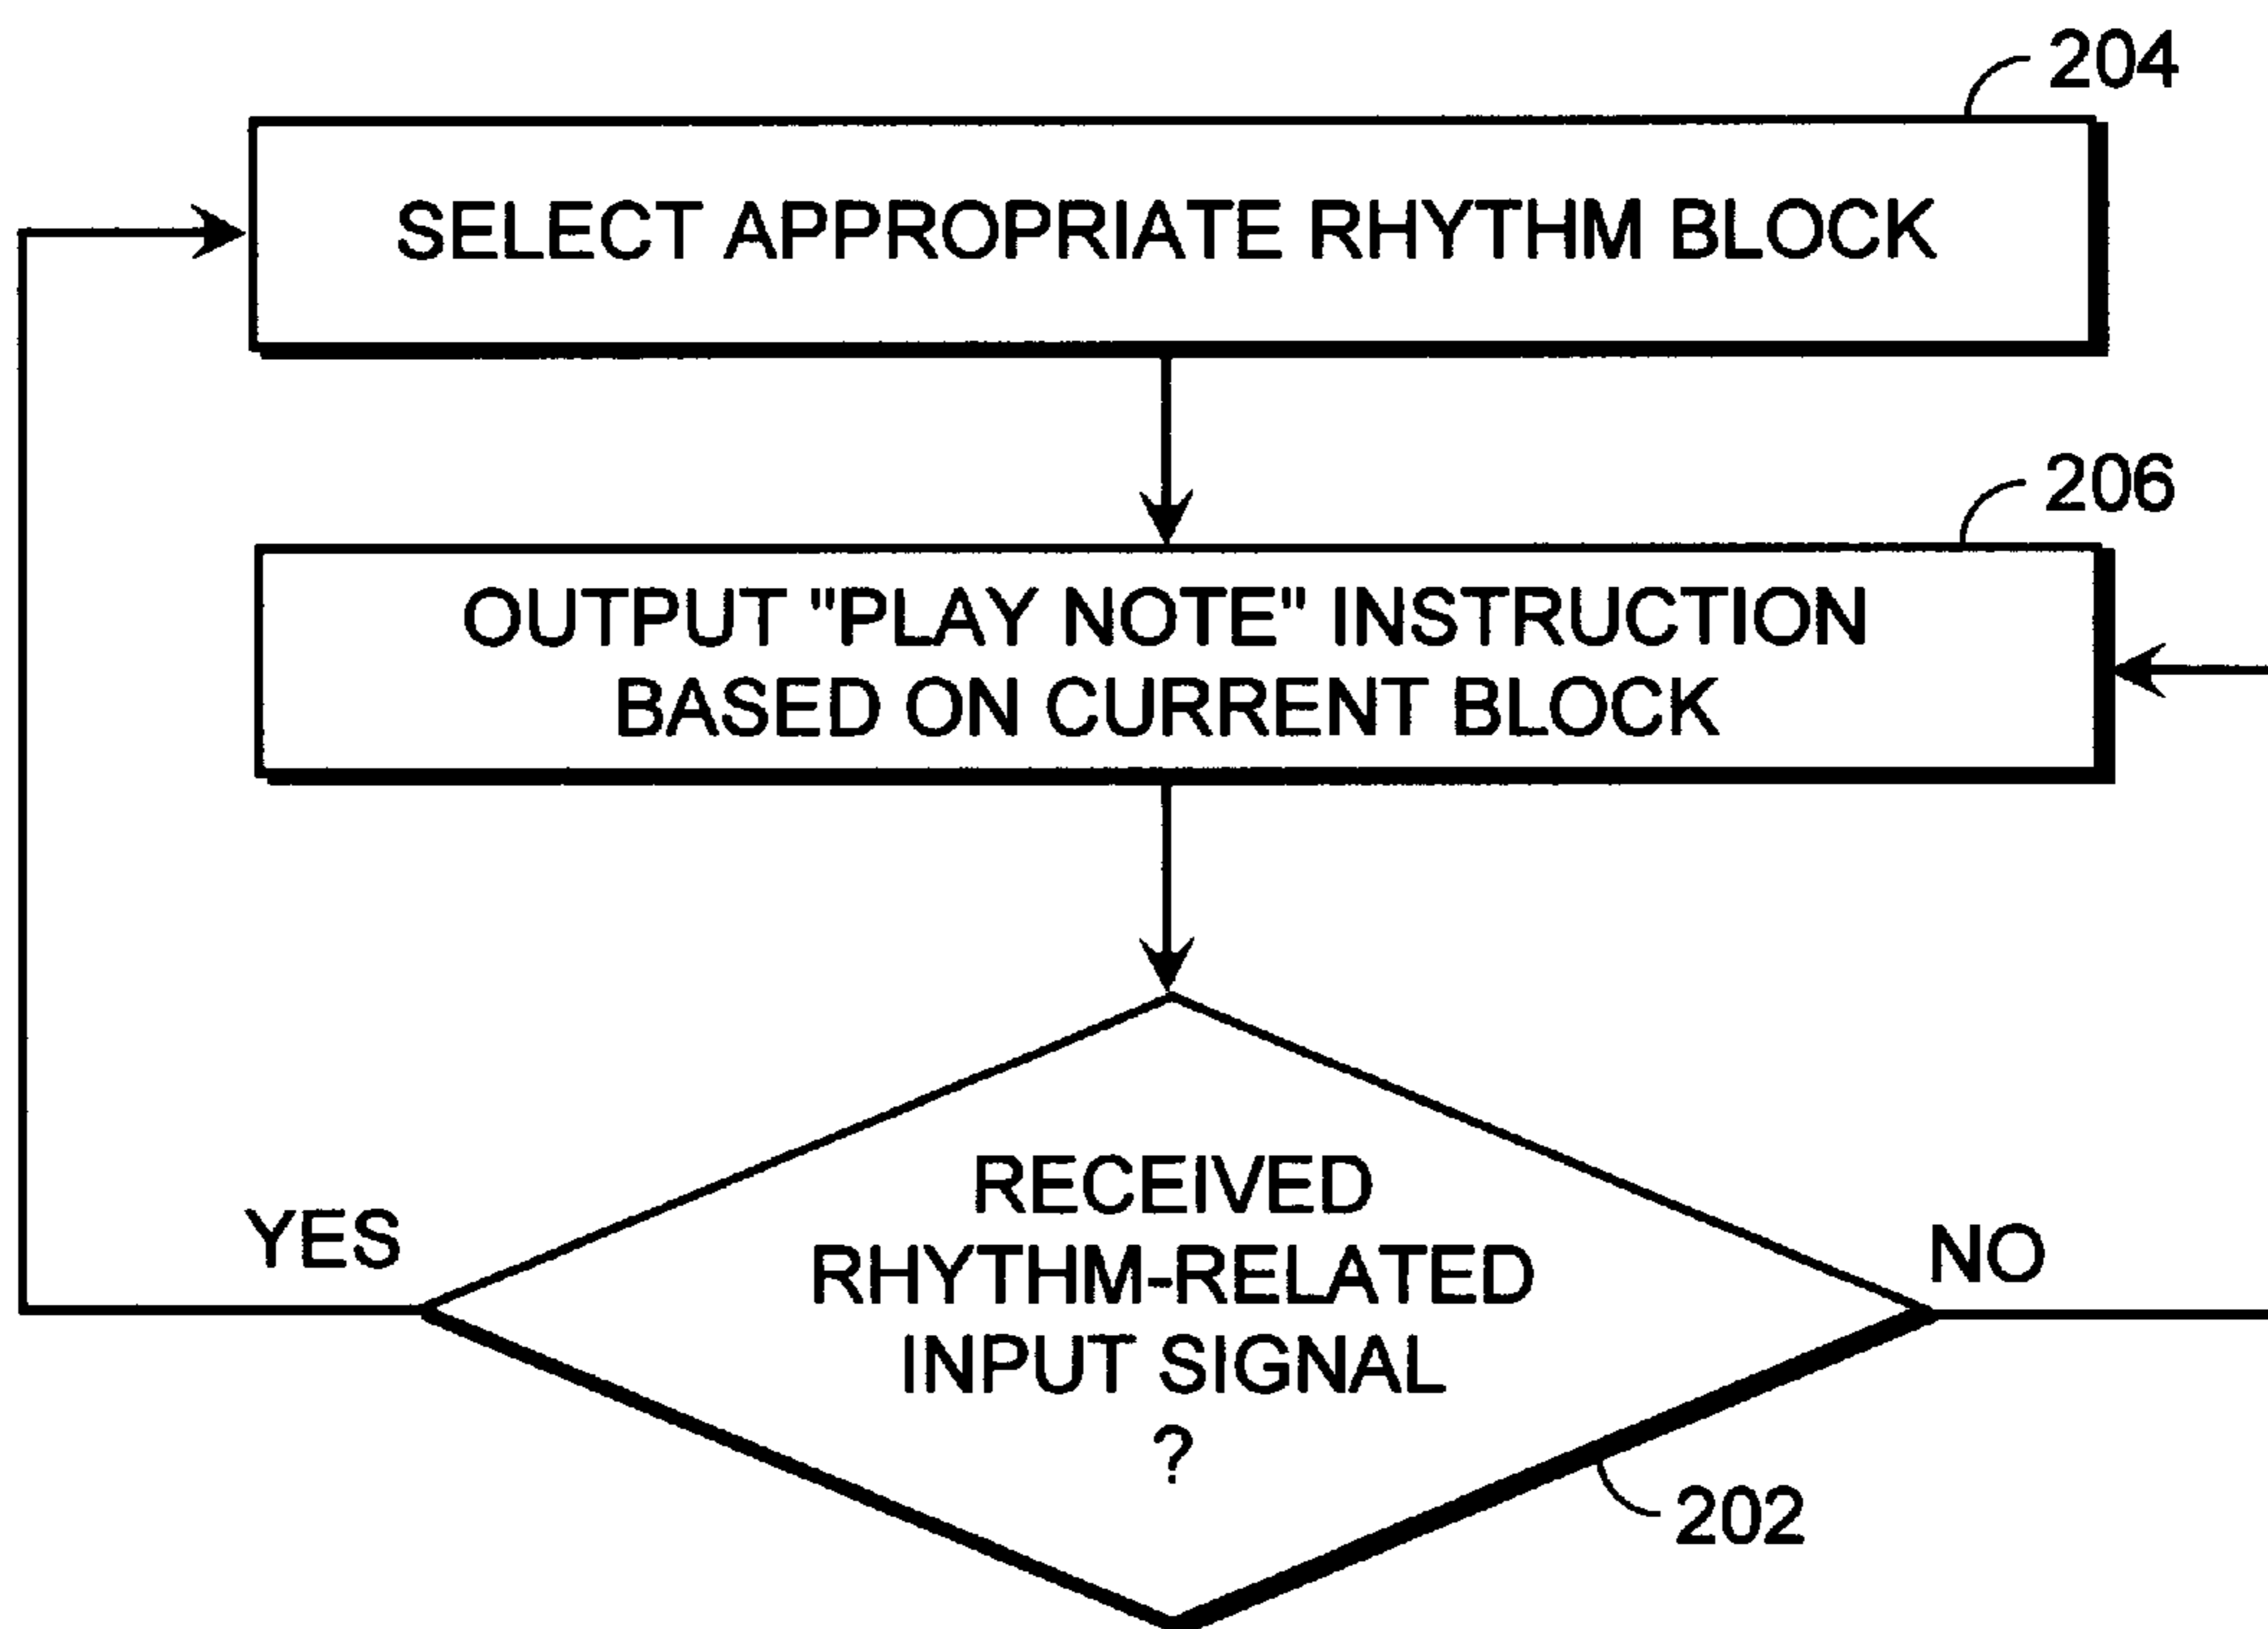 204
SELECT APPROPRIATE RHYTHM BLOCK
206
OUTPUT "PLAY NOTE" INSTRUCTION
BASED ON CURRENT BLOCK
RECEIVED
RHYTHM-RELATED
INPUT SIGNAL
?
YES
NO
202